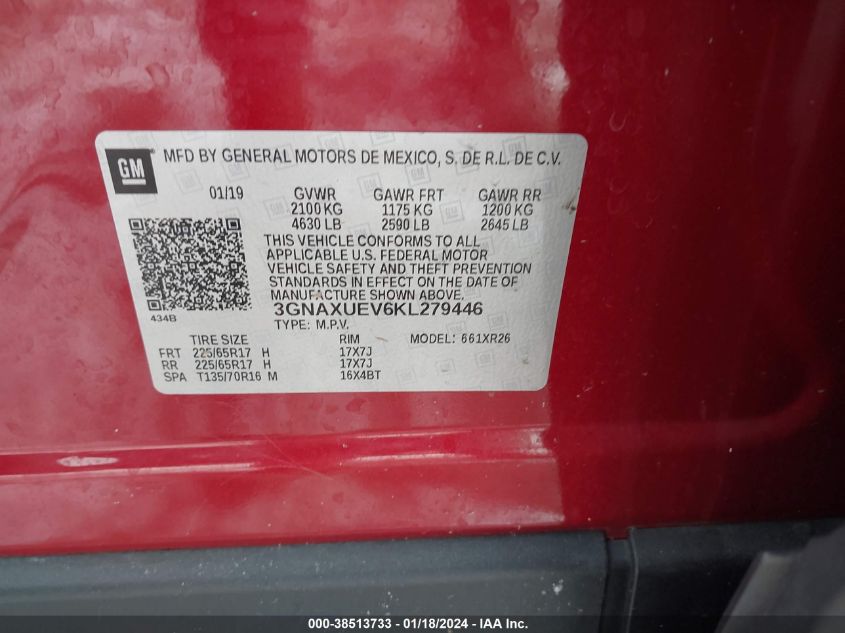 GM
MFD BY GENERAL MOTORS DE MEXICO, S. DE R.L. DE C.V.
01/19 GVWR GAWR FRT GAWR RR
2100 KG 1175 KG 1200 KG
4630 LB 2590 LB 2645 LB
THIS VEHICLE CONFORMS TO ALL
APPLICABLE U.S. FEDERAL MOTOR
VEHICLE SAFETY AND THEFT PREVENTION
STANDARDS IN EFFECT ON THE DATE OF
MANUFACTURE SHOWN ABOVE.
434B
3GNAXUEV6KL279446
TYPE: M.P.V.
TIRE SIZE RIM MODEL: 661XR26
FRT 225/65R17 H 17X7J
RR 225/65R17 H 17X7J
SPA T135/70R16 M 16X4BT
000-38513733 - 01/18/2024 - IAA Inc.